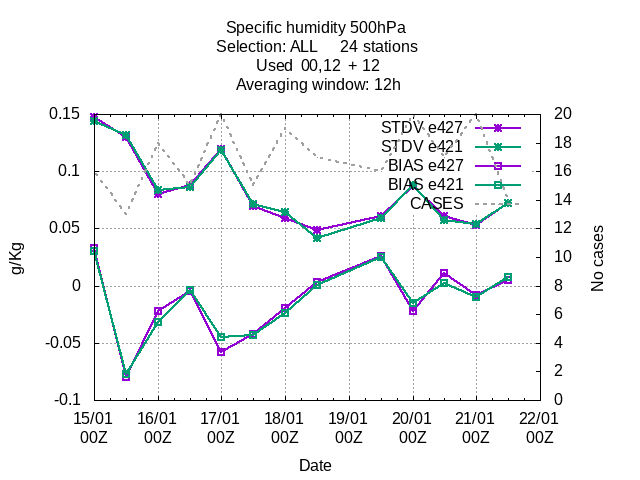 Specific humidity 500hPa
Selection: ALL     24 stations
Used  00,12  + 12
Averaging window: 12h
STDV e427
STDV e421
BIAS e427
BIAS e421
CASES
0.15
0.1
0.05
0
-0.05
-0.1
g/Kg
20
18
16
14
12
10
8
6
4
2
0
No cases
15/01 16/01 17/01 18/01 19/01 20/01 21/01 22/01
00Z 00Z 00Z 00Z 00Z 00Z 00Z 00Z
Date